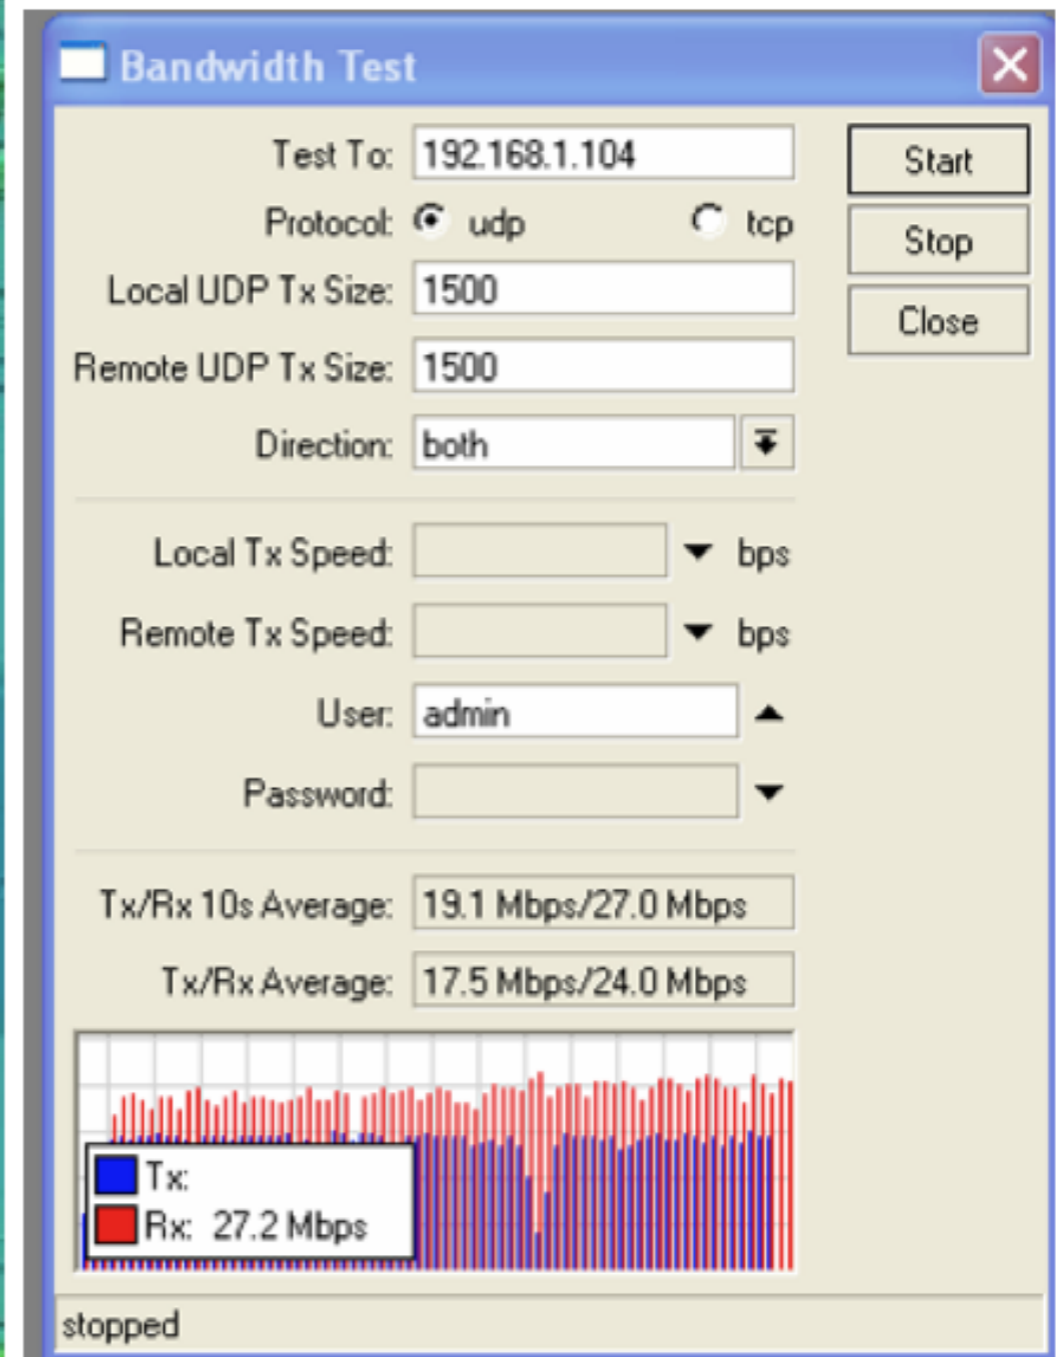 Bandwidth Test
Test To: 192.168.1.104
Start
Protocol: udp tcp
Stop
Local UDP Tx Size: 1500
Close
Remote UDP Tx Size: 1500
Direction: both
Local Tx Speed: bps
Remote Tx Speed: bps
User: admin
Password:
Tx/Rx 10s Average: 19.1 Mbps/27.0 Mbps
Tx/Rx Average: 17.5 Mbps/24.0 Mbps
Tx:
Rx: 27.2 Mbps
stopped